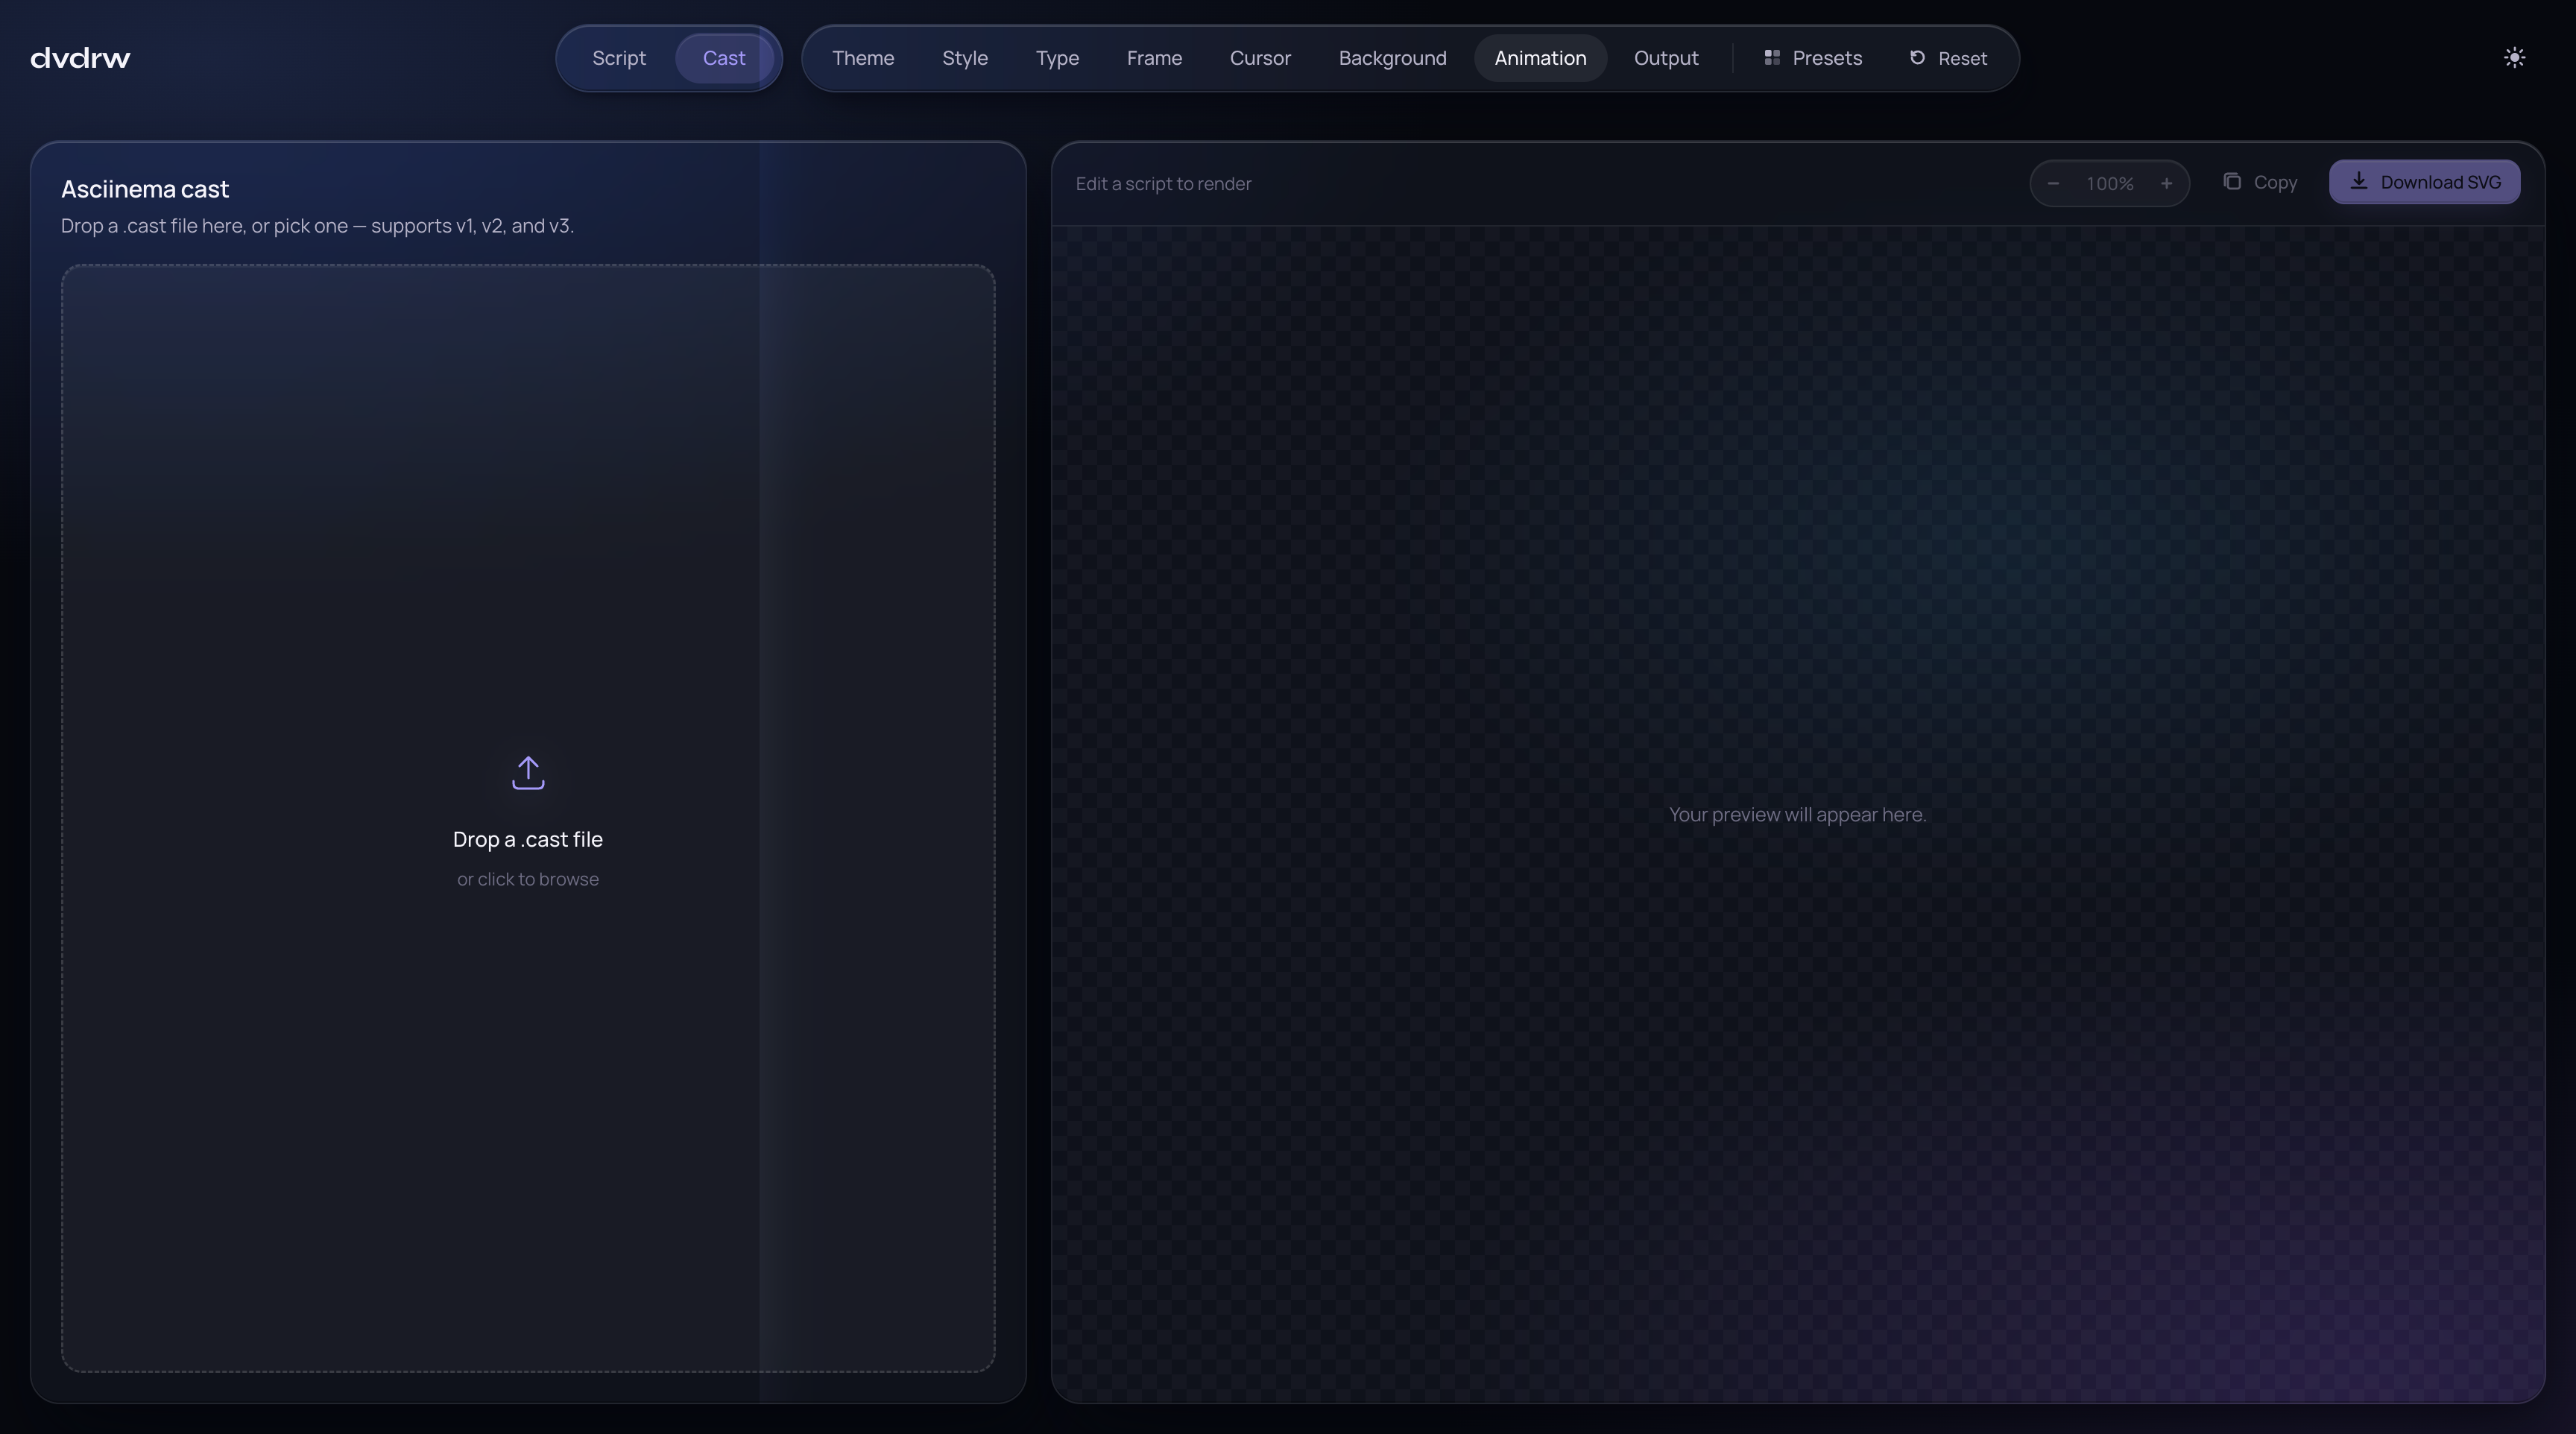 dvdrw
Script Cast
Theme Style Type Frame Cursor Background Animation Output Presets Reset
Asciinema cast
Drop a .cast file here, or pick one — supports v1, v2, and v3.
Drop a .cast file
or click to browse
Edit a script to render
100% Copy Download SVG
Your preview will appear here.